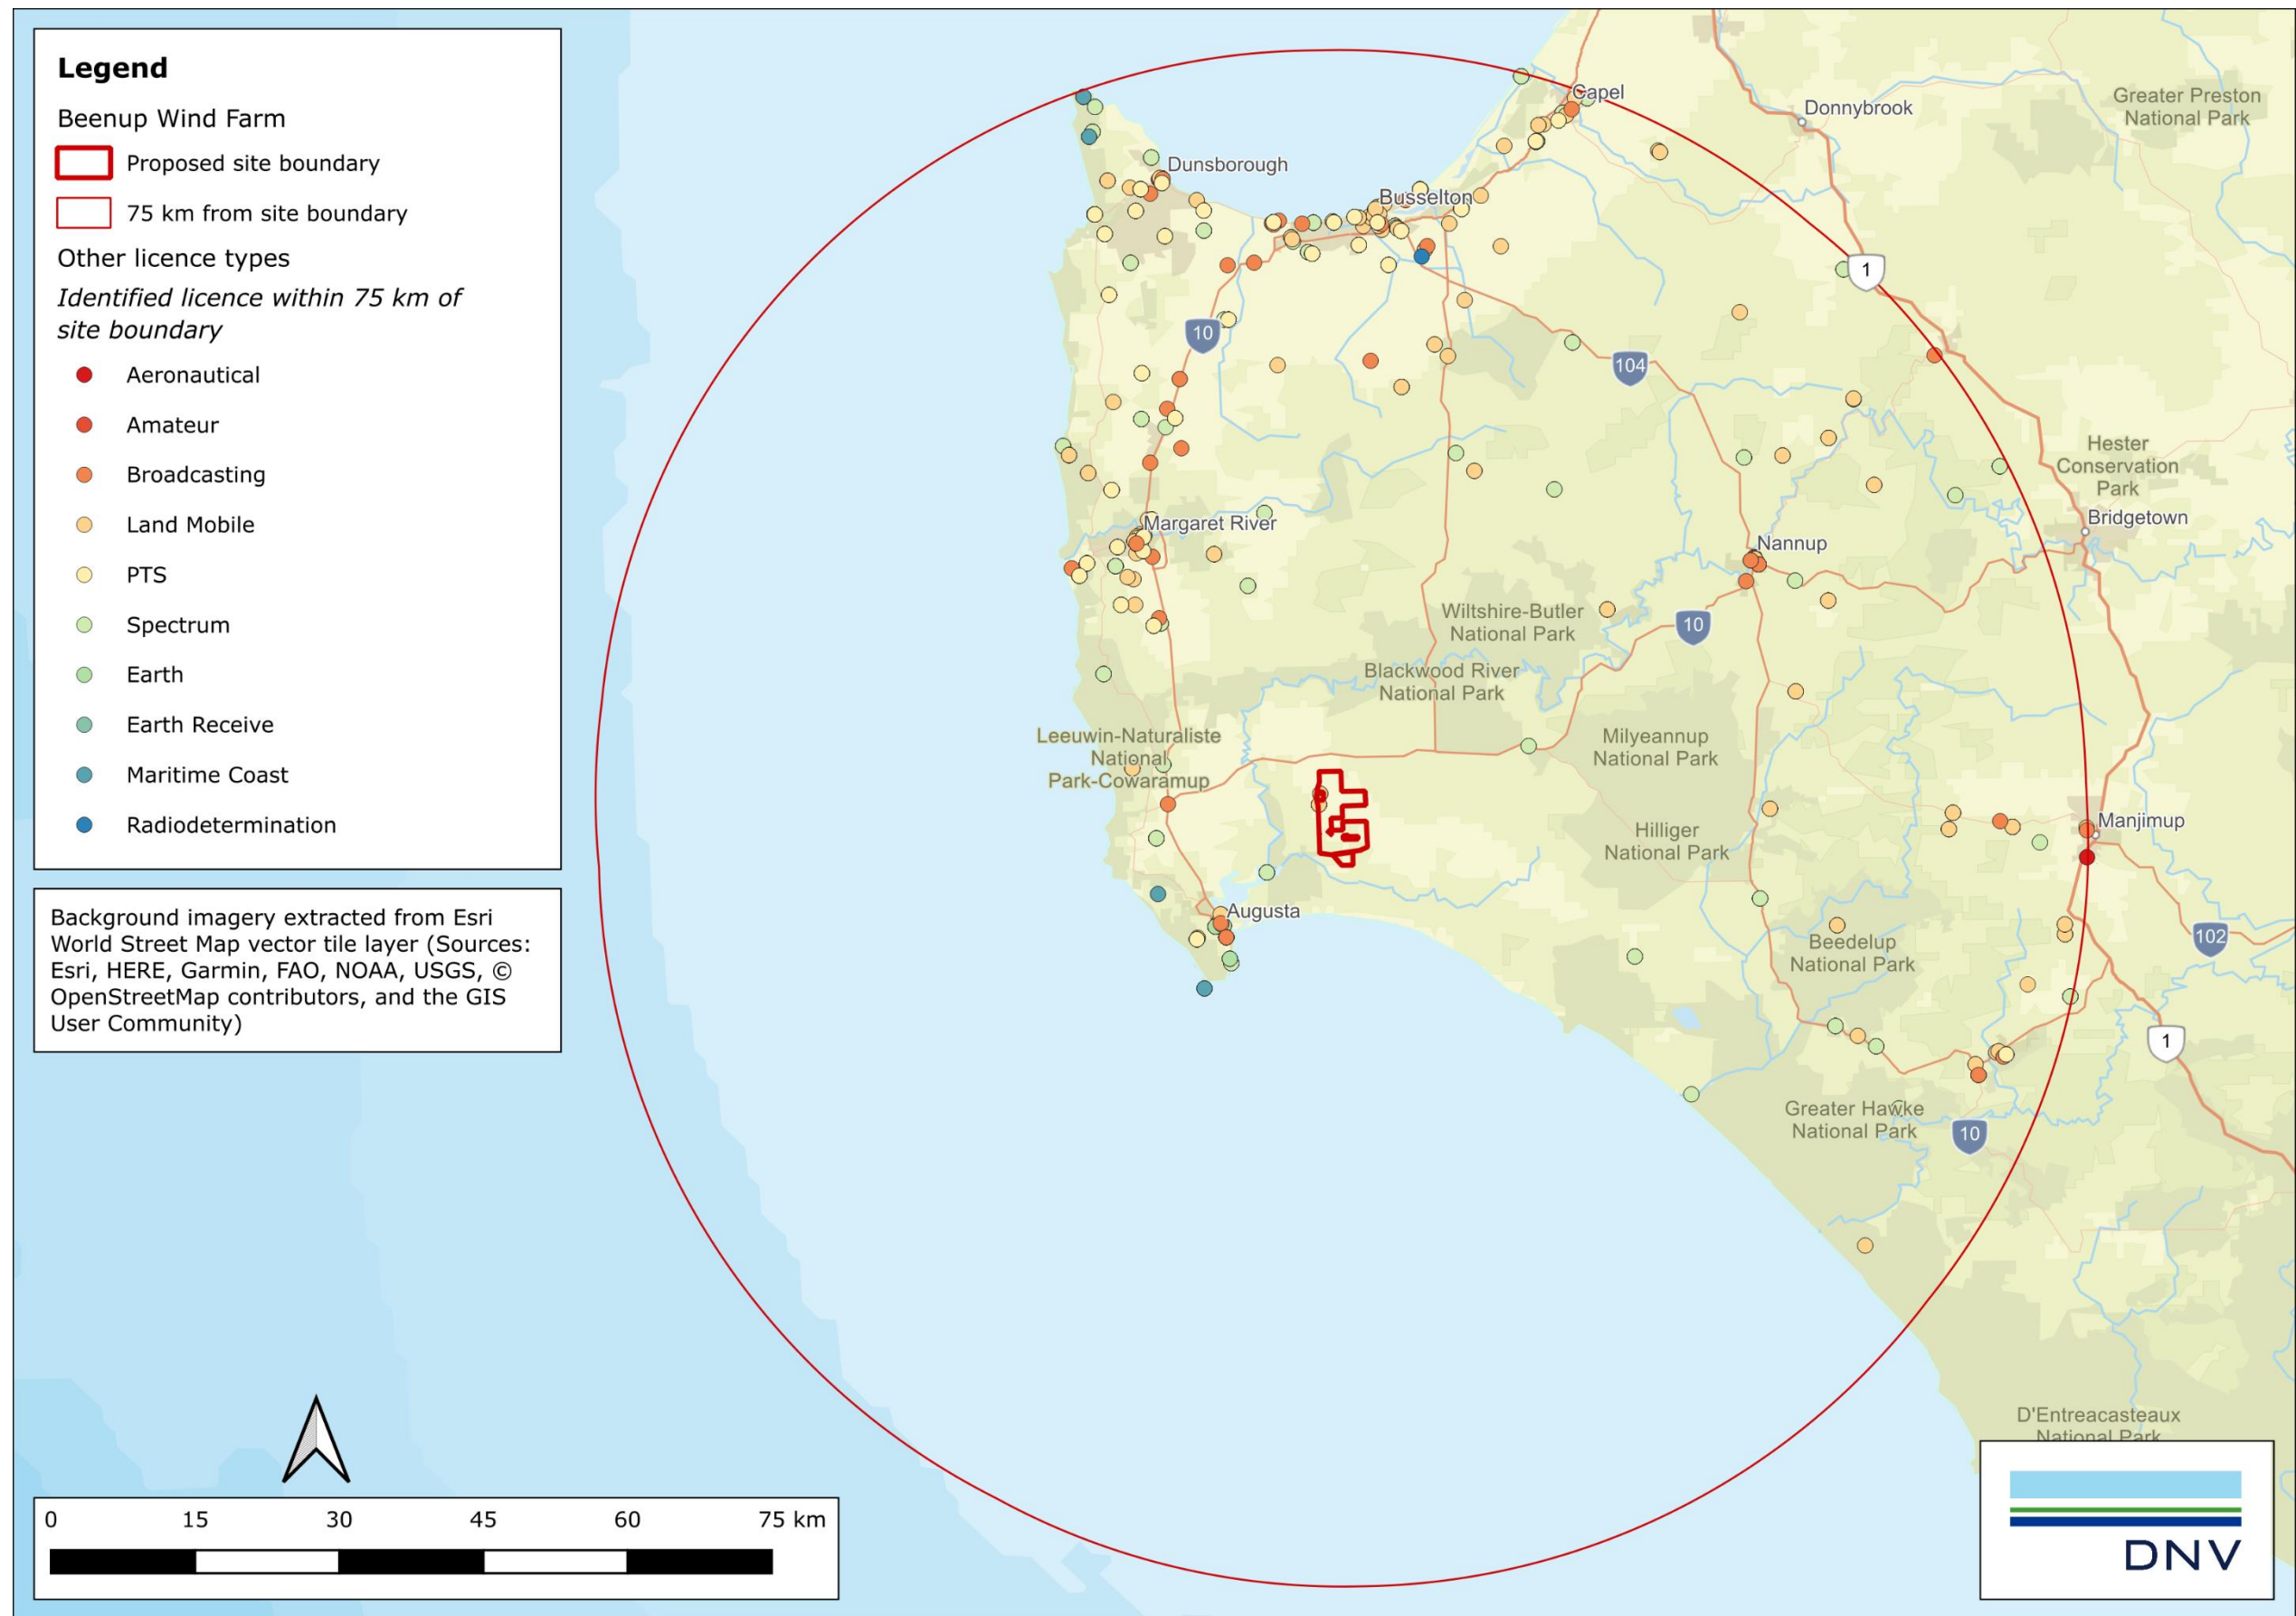 Legend
Beenup Wind Farm
Proposed site boundary
75 km from site boundary
Other licence types
Identified licence within 75 km of
site boundary
Aeronautical
Amateur
Broadcasting
Land Mobile
PTS
Spectrum
Earth
Earth Receive
Maritime Coast
Radiodetermination
Background imagery extracted from Esri
World Street Map vector tile layer (Sources:
Esri, HERE, Garmin, FAO, NOAA, USGS, ©
OpenStreetMap contributors, and the GIS
User Community)
0 15 30 45 60 75 km
Capel
Donnybrook
Greater Preston
National Park
Dunsborough
Busselton
1
10
104
Hester
Conservation
Park
Bridgetown
Margaret River
Nannup
Wiltshire-Butler
National Park
10
Blackwood River
National Park
Leeuwin-Naturaliste
National
Park-Cowaramup
Milyeannup
National Park
Hilliger
National Park
Manjimup
Augusta
Beedelup
National Park
102
1
Greater Hawke
National Park
10
D'Entreacasteaux
National Park
DNV